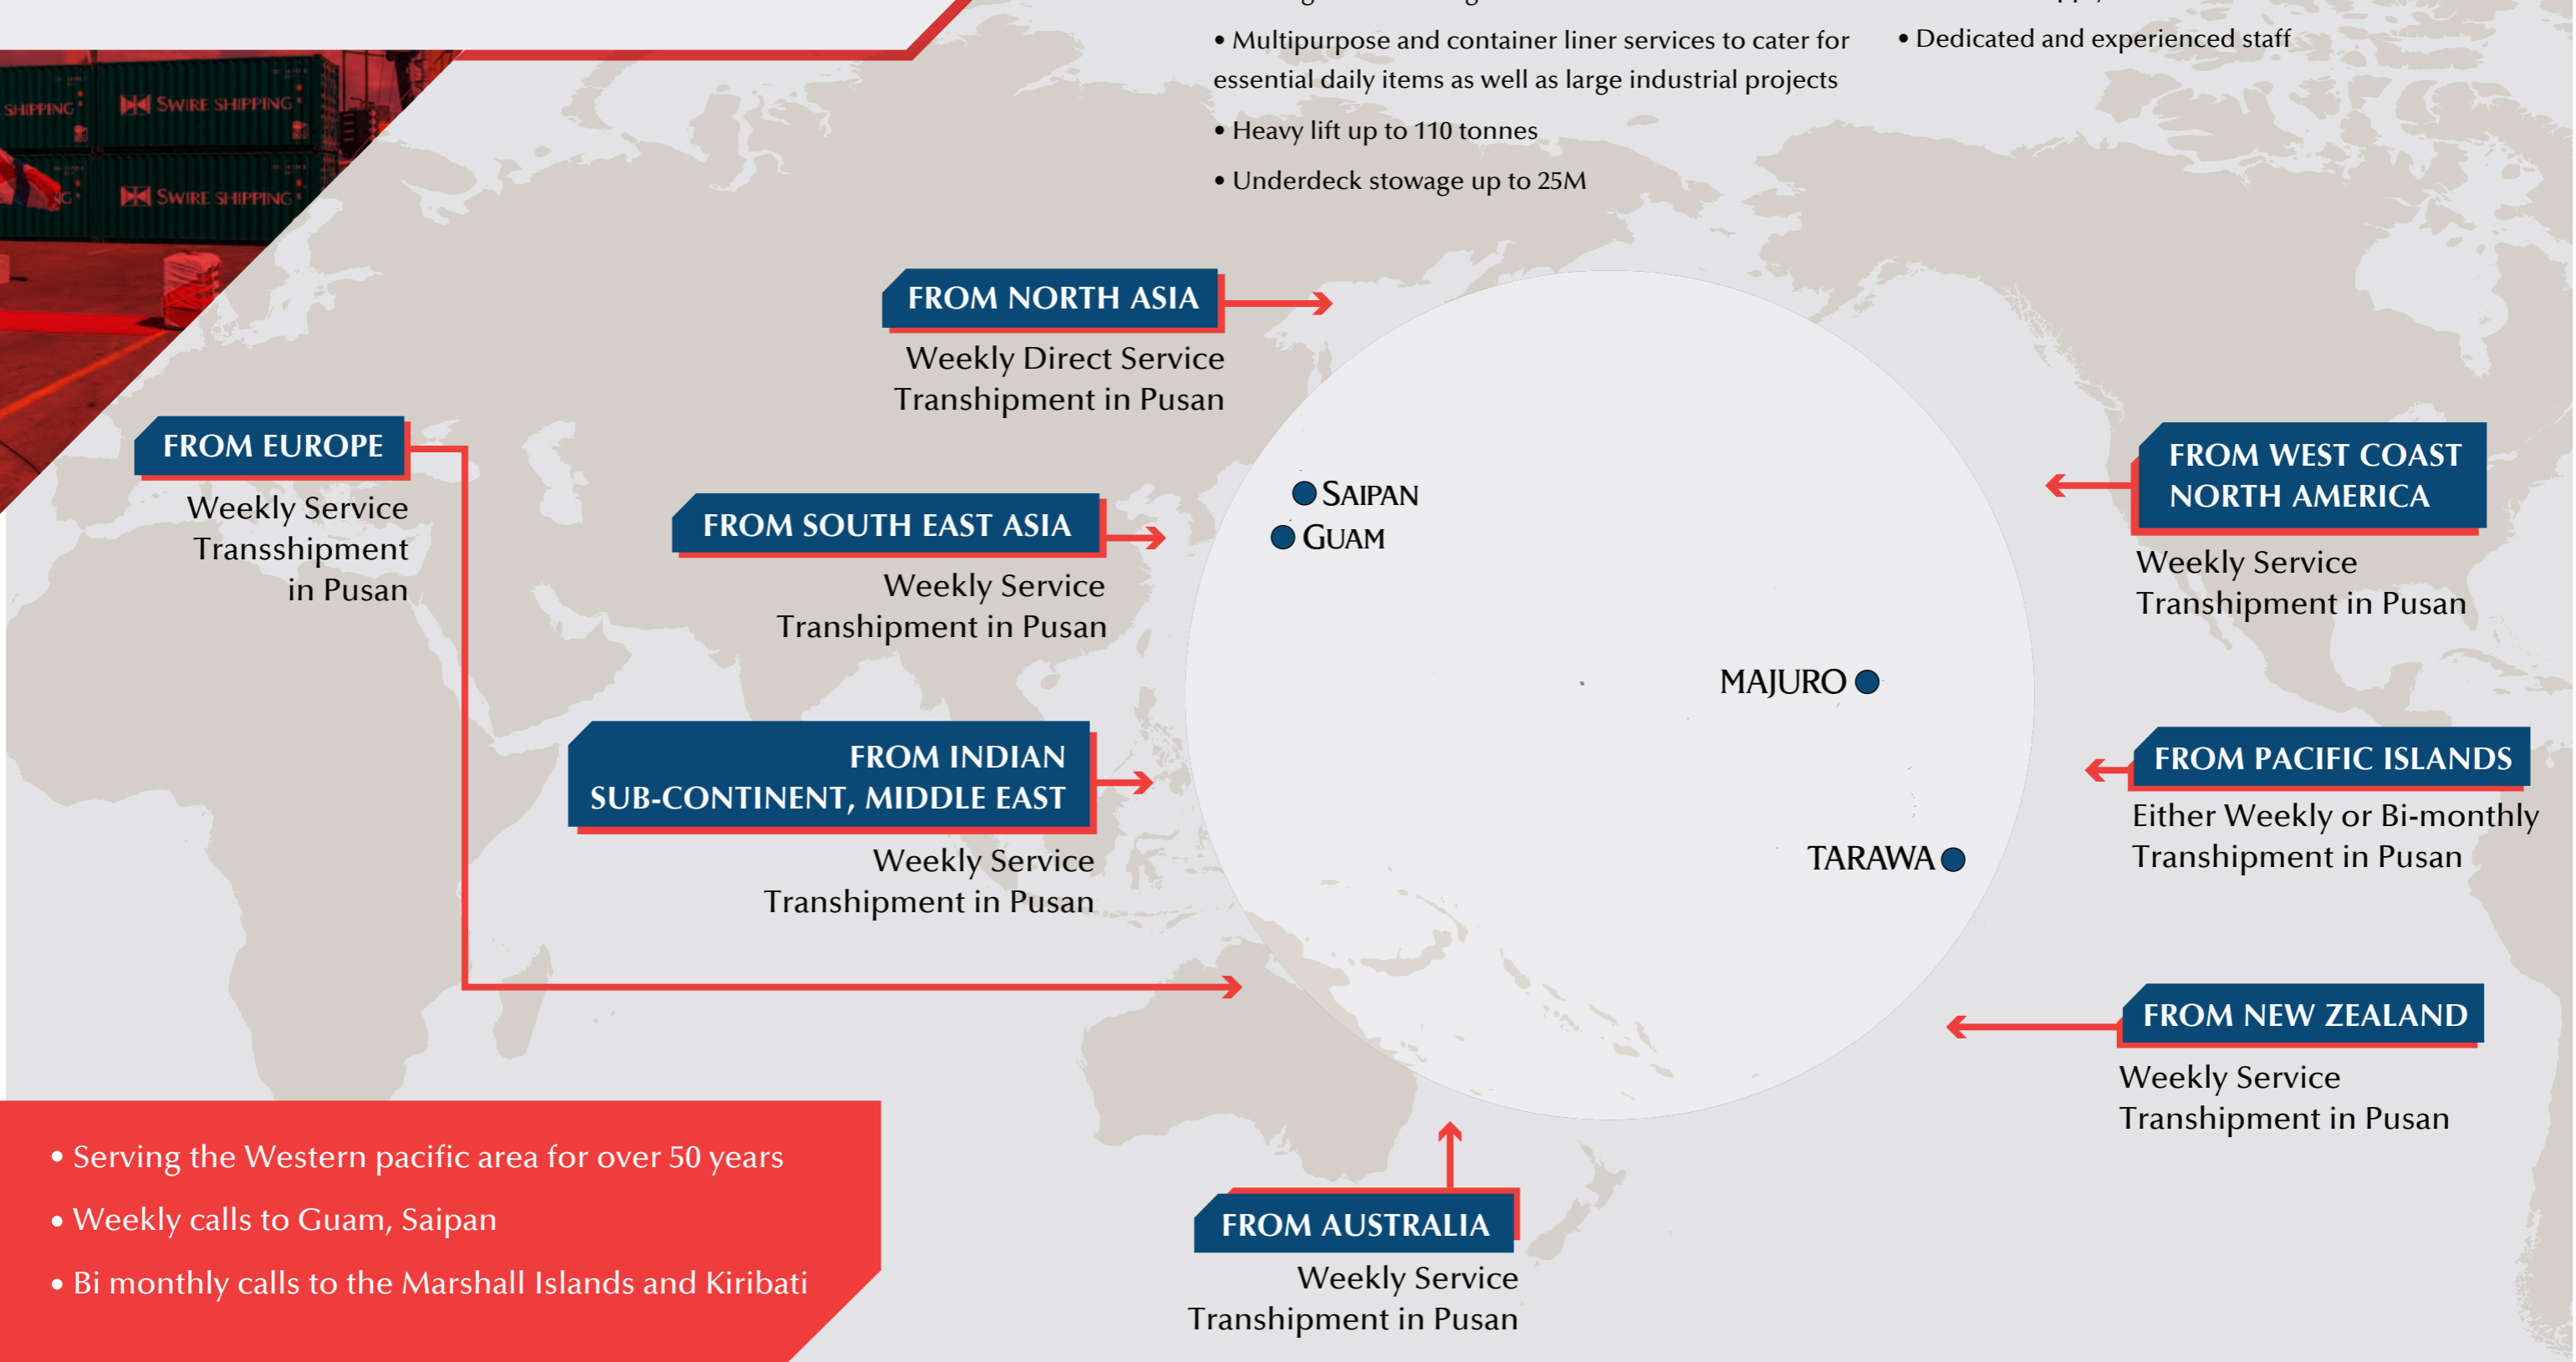 • Multipurpose and container liner services to cater for
essential daily items as well as large industrial projects
• Heavy lift up to 110 tonnes
• Underdeck stowage up to 25M
• Dedicated and experienced staff
SHIPPING
SWIRE SHIPPING
SWIRE SHIPPING
FROM NORTH ASIA
Weekly Direct Service
Transhipment in Pusan
FROM EUROPE
Weekly Service
Transshipment
in Pusan
FROM SOUTH EAST ASIA
Weekly Service
Transhipment in Pusan
FROM INDIAN
SUB-CONTINENT, MIDDLE EAST
Weekly Service
Transhipment in Pusan
SAIPAN
GUAM
MAJURO
TARAWA
FROM WEST COAST
NORTH AMERICA
Weekly Service
Transhipment in Pusan
FROM PACIFIC ISLANDS
Either Weekly or Bi-monthly
Transhipment in Pusan
FROM NEW ZEALAND
Weekly Service
Transhipment in Pusan
FROM AUSTRALIA
Weekly Service
Transhipment in Pusan
• Serving the Western pacific area for over 50 years
• Weekly calls to Guam, Saipan
• Bi monthly calls to the Marshall Islands and Kiribati